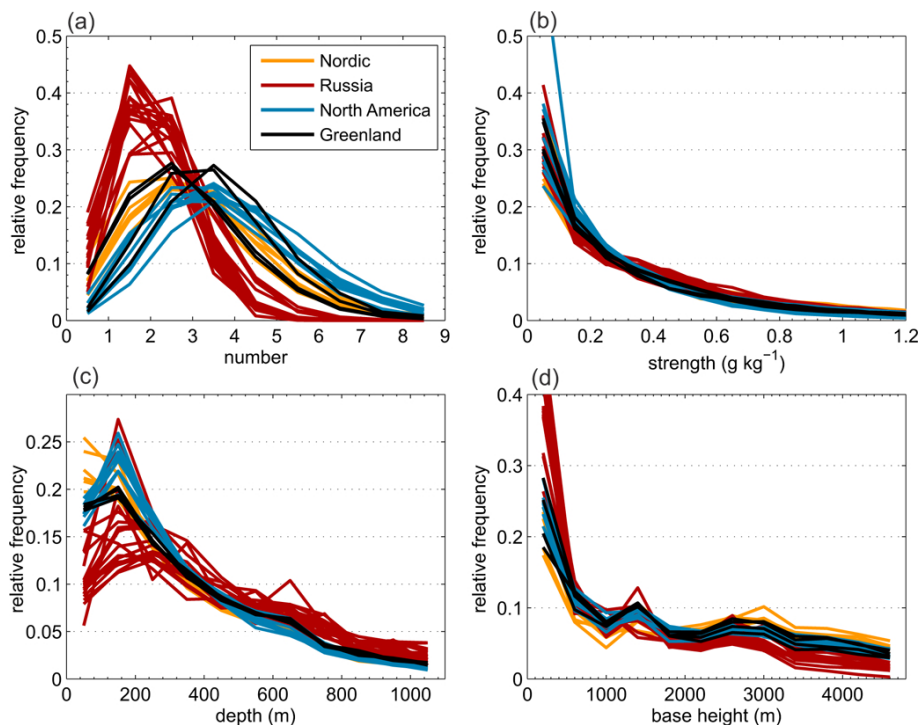 (a)
0.5
0.4
0.3
0.2
0.1
0
relative frequency
Nordic
Russia
North America
Greenland
0 1 2 3 4 5 6 7 8 9
number
(b)
0.5
0.4
0.3
0.2
0.1
0
relative frequency
0 0.2 0.4 0.6 0.8 1 1.2
strength (g kg⁻¹)
(c)
0.25
0.2
0.15
0.1
0.05
0
relative frequency
0 200 400 600 800 1000
depth (m)
(d)
0.4
0.3
0.2
0.1
0
relative frequency
0 1000 2000 3000 4000
base height (m)